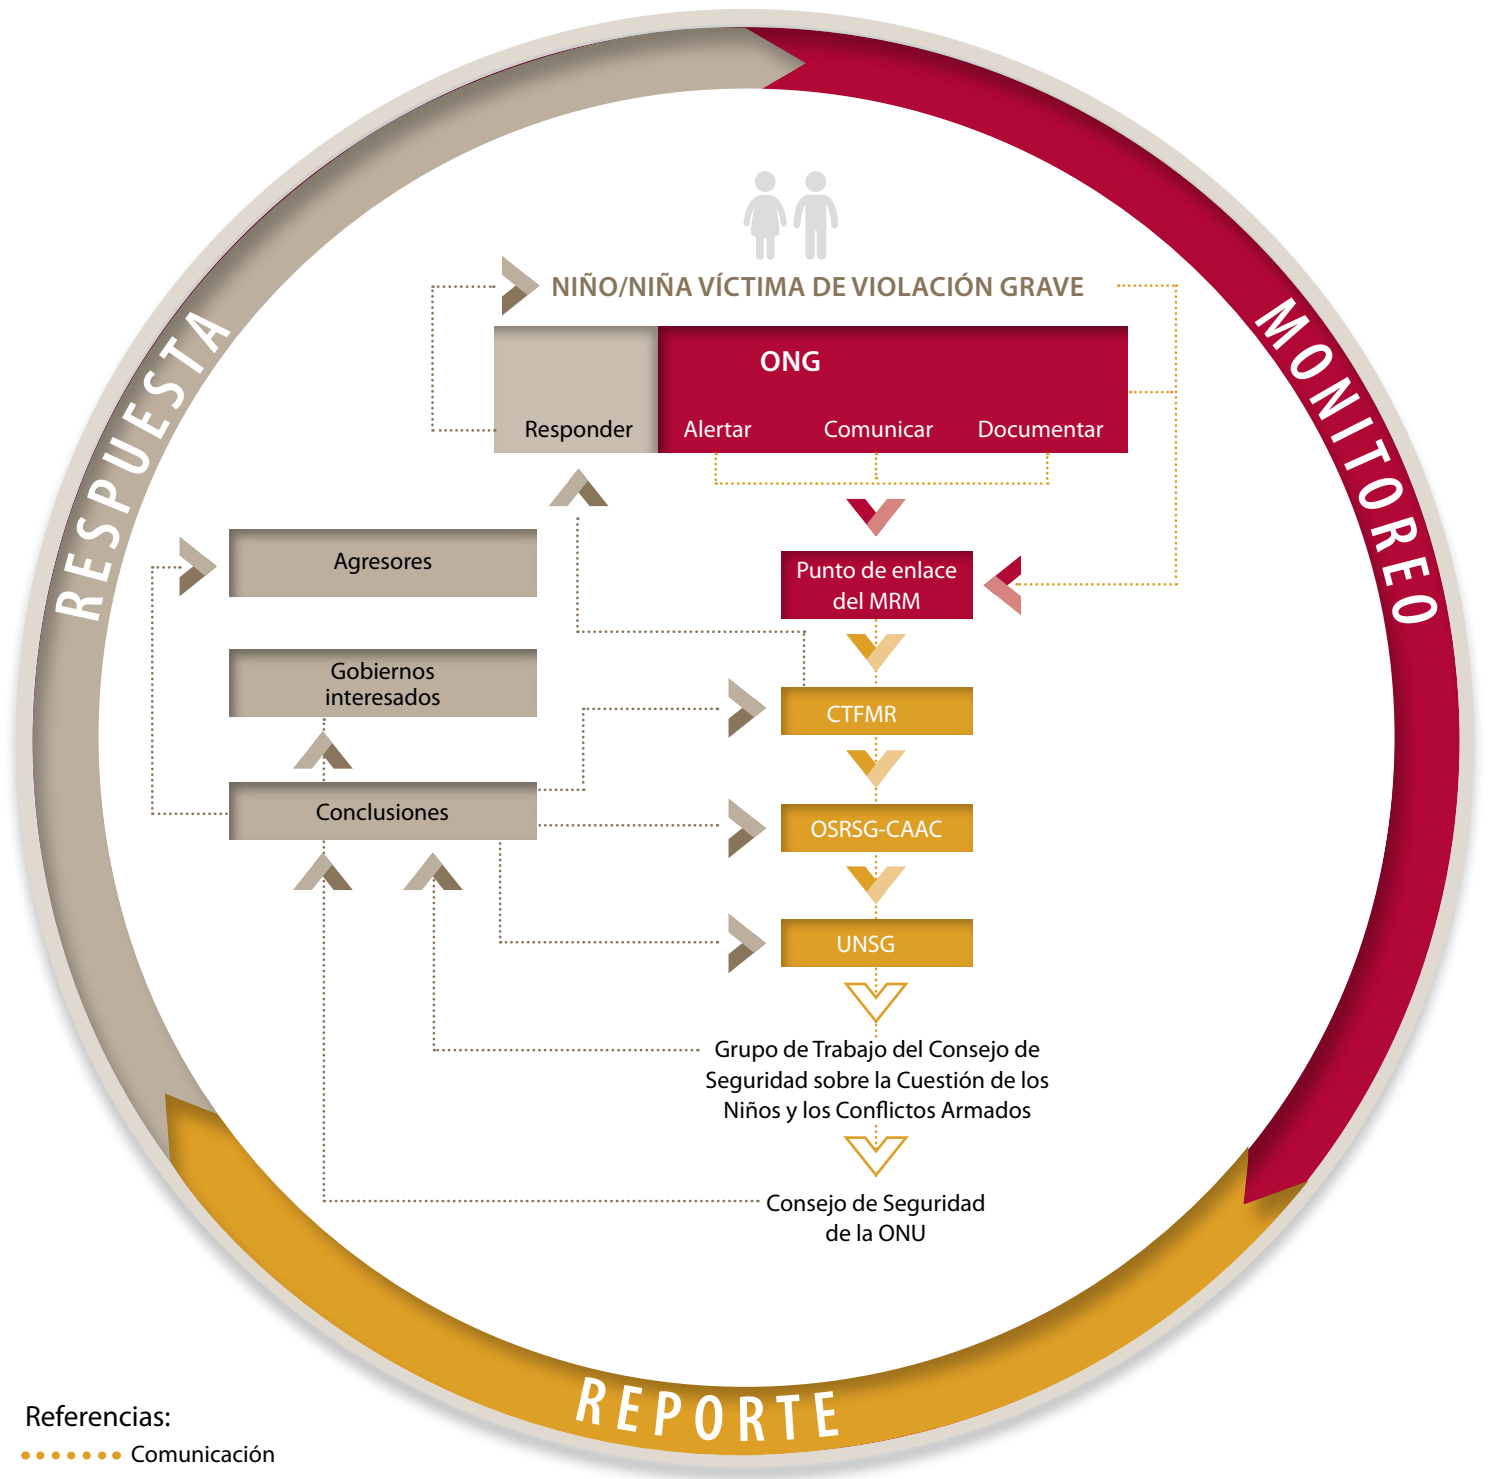 NIÑO/NIÑA VÍCTIMA DE VIOLACIÓN GRAVE
ONG
Responder
Alertar
Comunicar
Documentar
Agresores
Punto de enlace
del MRM
Gobiernos
interesados
CTFMR
Conclusiones
OSRSG-CAAC
UNSG
Grupo de Trabajo del Consejo de
Seguridad sobre la Cuestión de los
Niños y los Conflictos Armados
Consejo de Seguridad
de la ONU
RESPUESTA
MONITOREO
REPORTE
Referencias:
Comunicación